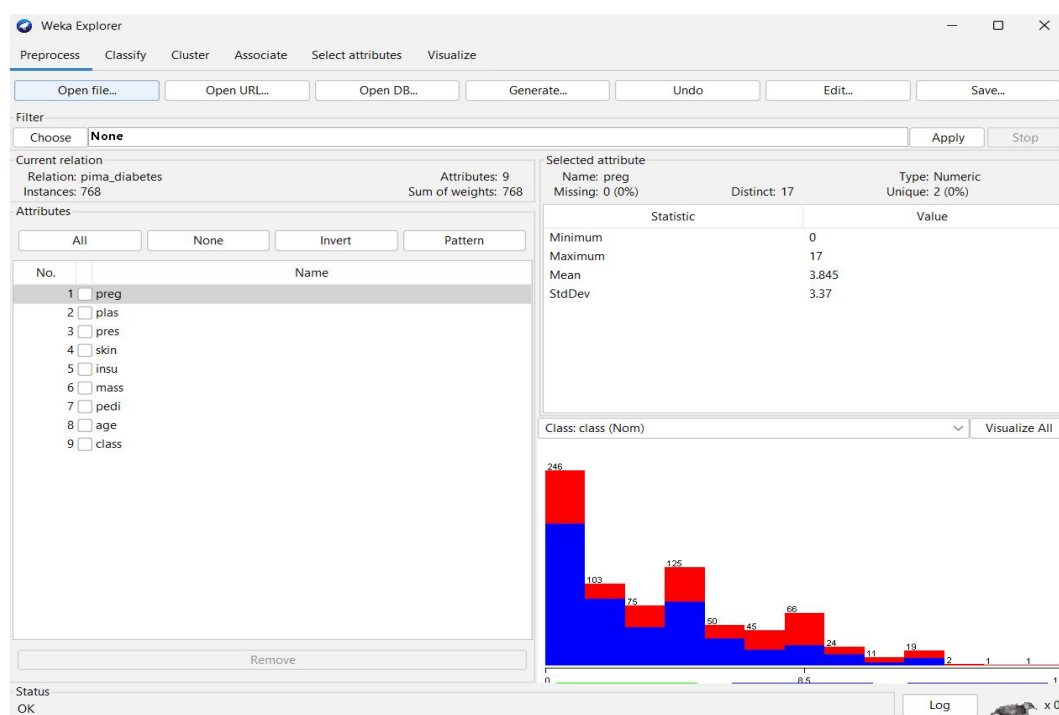 Weka Explorer
Preprocess Classify Cluster Associate Select attributes Visualize
Open file... Open URL... Open DB... Generate... Undo Edit... Save...
Filter
Choose None Apply Stop
Current relation
Relation: pima_diabetes Attributes: 9
Instances: 768 Sum of weights: 768
Attributes
All None Invert Pattern
No. Name
1 preg
2 plas
3 pres
4 skin
5 insu
6 mass
7 pedi
8 age
9 class
Remove
Selected attribute
Name: preg Type: Numeric
Missing: 0 (0%) Distinct: 17 Unique: 2 (0%)
Statistic Value
Minimum 0
Maximum 17
Mean 3.845
StdDev 3.37
Class: class (Nom) Visualize All
246
103
75
125
50
45
66
24
11
19
2
1
1
0 8.5
Status
OK
Log x 0